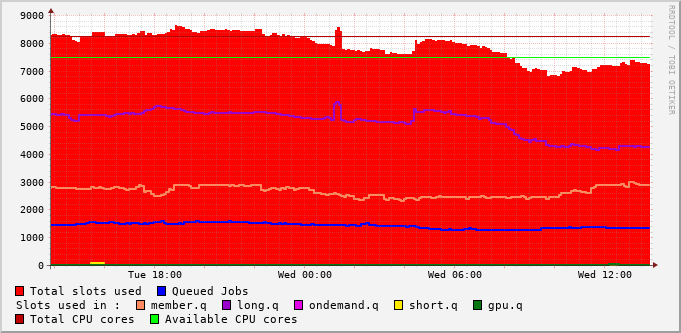 9000
8000
7000
6000
5000
4000
3000
2000
1000
0
Tue 18:00 Wed 00:00 Wed 06:00 Wed 12:00
RRDTOOL / TOBI OETIKER
Total slots used Queued Jobs
Slots used in : member.q long.q ondemand.q short.q gpu.q
Total CPU cores Available CPU cores